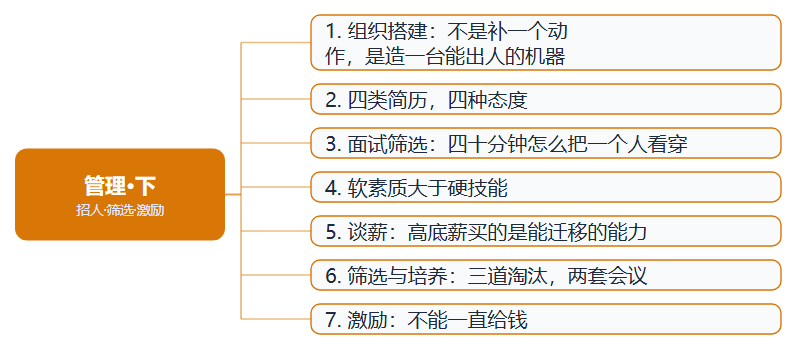 管理·下
招人·筛选·激励
1. 组织搭建：不是补一个动
作，是造一台能出人的机器
2. 四类简历，四种态度
3. 面试筛选：四十分钟怎么把一个人看穿
4. 软素质大于硬技能
5. 谈薪：高底薪买的是能迁移的能力
6. 筛选与培养：三道淘汰，两套会议
7. 激励：不能一直给钱